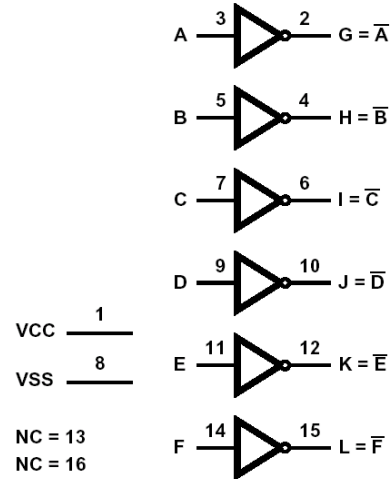 3 2
A G = A̅
5 4
B H = B̅
7 6
C I = C̅
9 10
D J = D̅
1
VCC
11 12
E K = E̅
8
VSS
14 15
F L = F̅
NC = 13
NC = 16